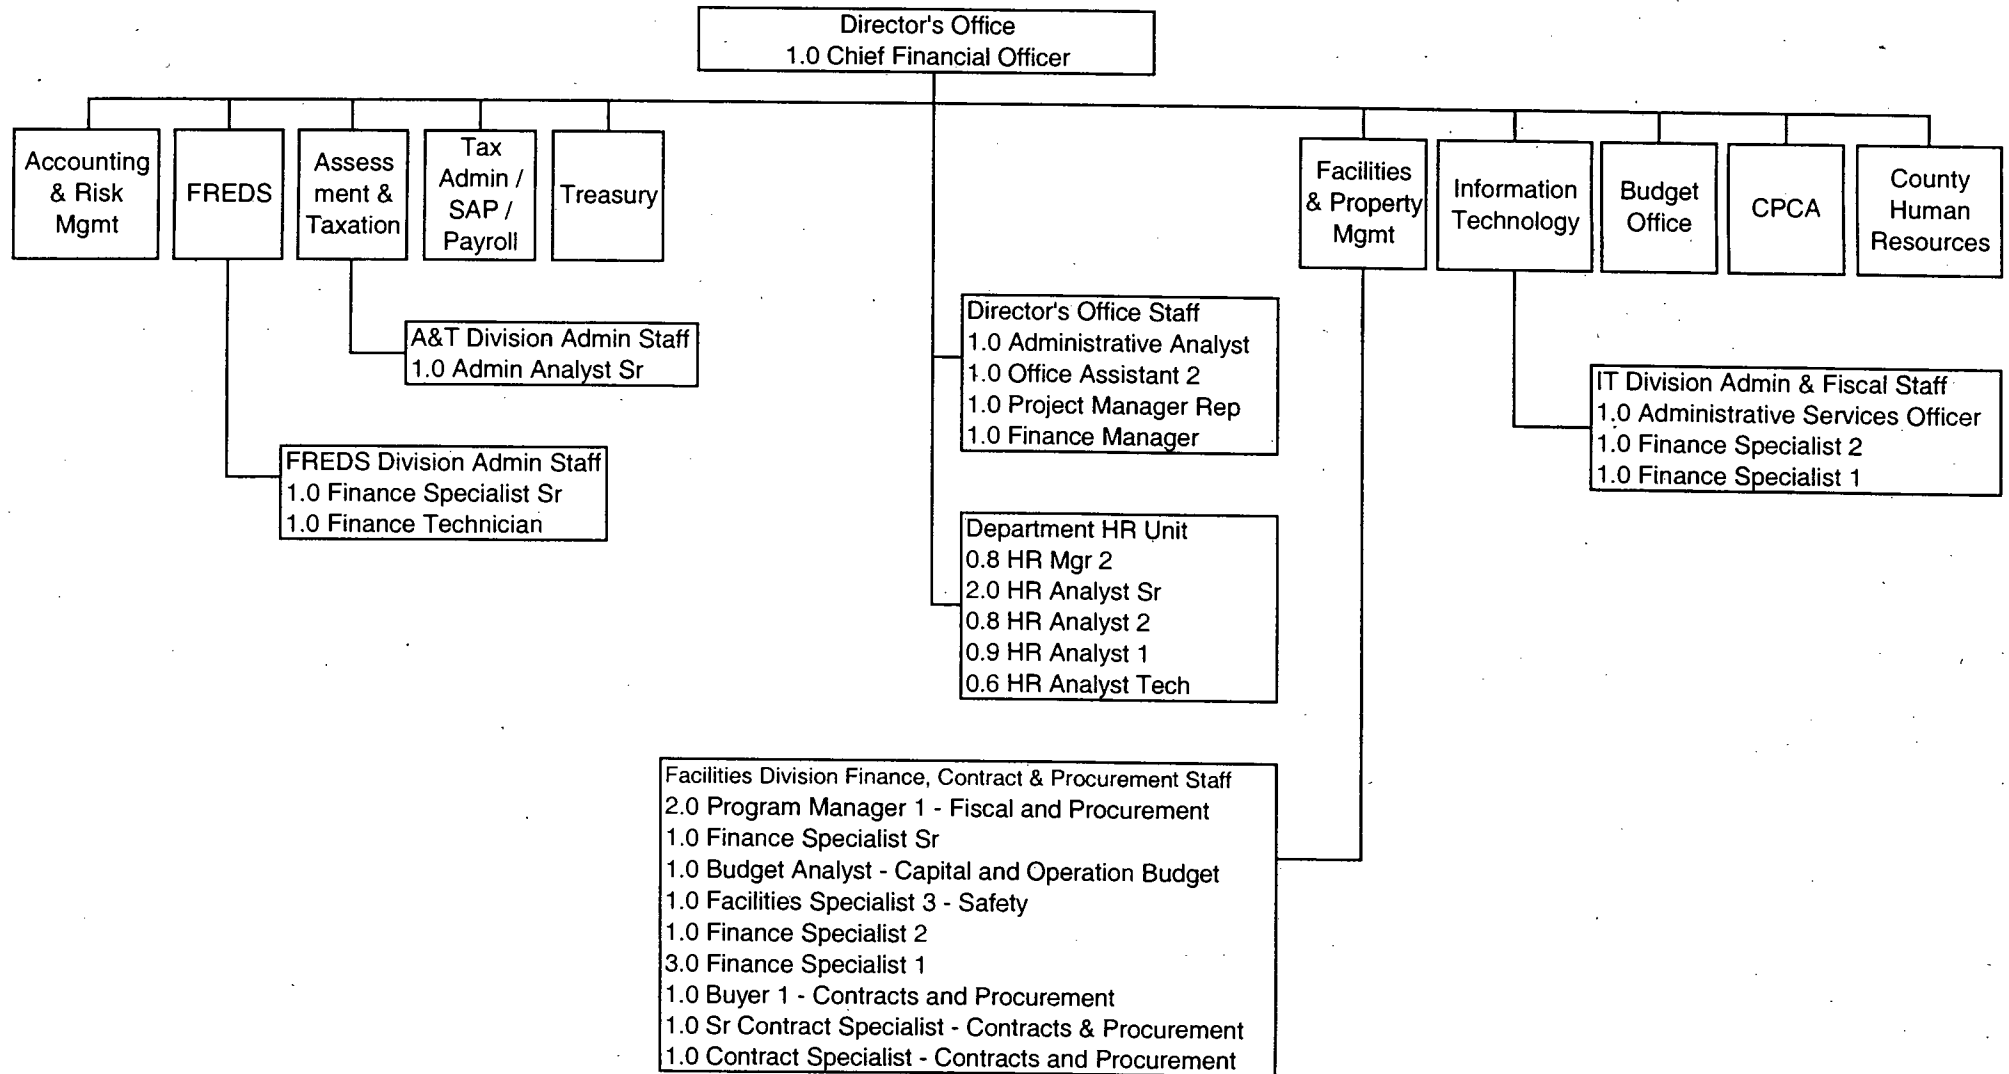 Director's Office
1.0 Chief Financial Officer
Accounting
& Risk
Mgmt
FREDS
Assess
ment &
Taxation
Tax
Admin /
SAP /
Payroll
Treasury
Facilities
& Property
Mgmt
Information
Technology
Budget
Office
CPCA
County
Human
Resources
A&T Division Admin Staff
1.0 Admin Analyst Sr
FREDS Division Admin Staff
1.0 Finance Specialist Sr
1.0 Finance Technician
Director's Office Staff
1.0 Administrative Analyst
1.0 Office Assistant 2
1.0 Project Manager Rep
1.0 Finance Manager
Department HR Unit
0.8 HR Mgr 2
2.0 HR Analyst Sr
0.8 HR Analyst 2
0.9 HR Analyst 1
0.6 HR Analyst Tech
IT Division Admin & Fiscal Staff
1.0 Administrative Services Officer
1.0 Finance Specialist 2
1.0 Finance Specialist 1
Facilities Division Finance, Contract & Procurement Staff
2.0 Program Manager 1 - Fiscal and Procurement
1.0 Finance Specialist Sr
1.0 Budget Analyst - Capital and Operation Budget
1.0 Facilities Specialist 3 - Safety
1.0 Finance Specialist 2
3.0 Finance Specialist 1
1.0 Buyer 1 - Contracts and Procurement
1.0 Sr Contract Specialist - Contracts & Procurement
1.0 Contract Specialist - Contracts and Procurement